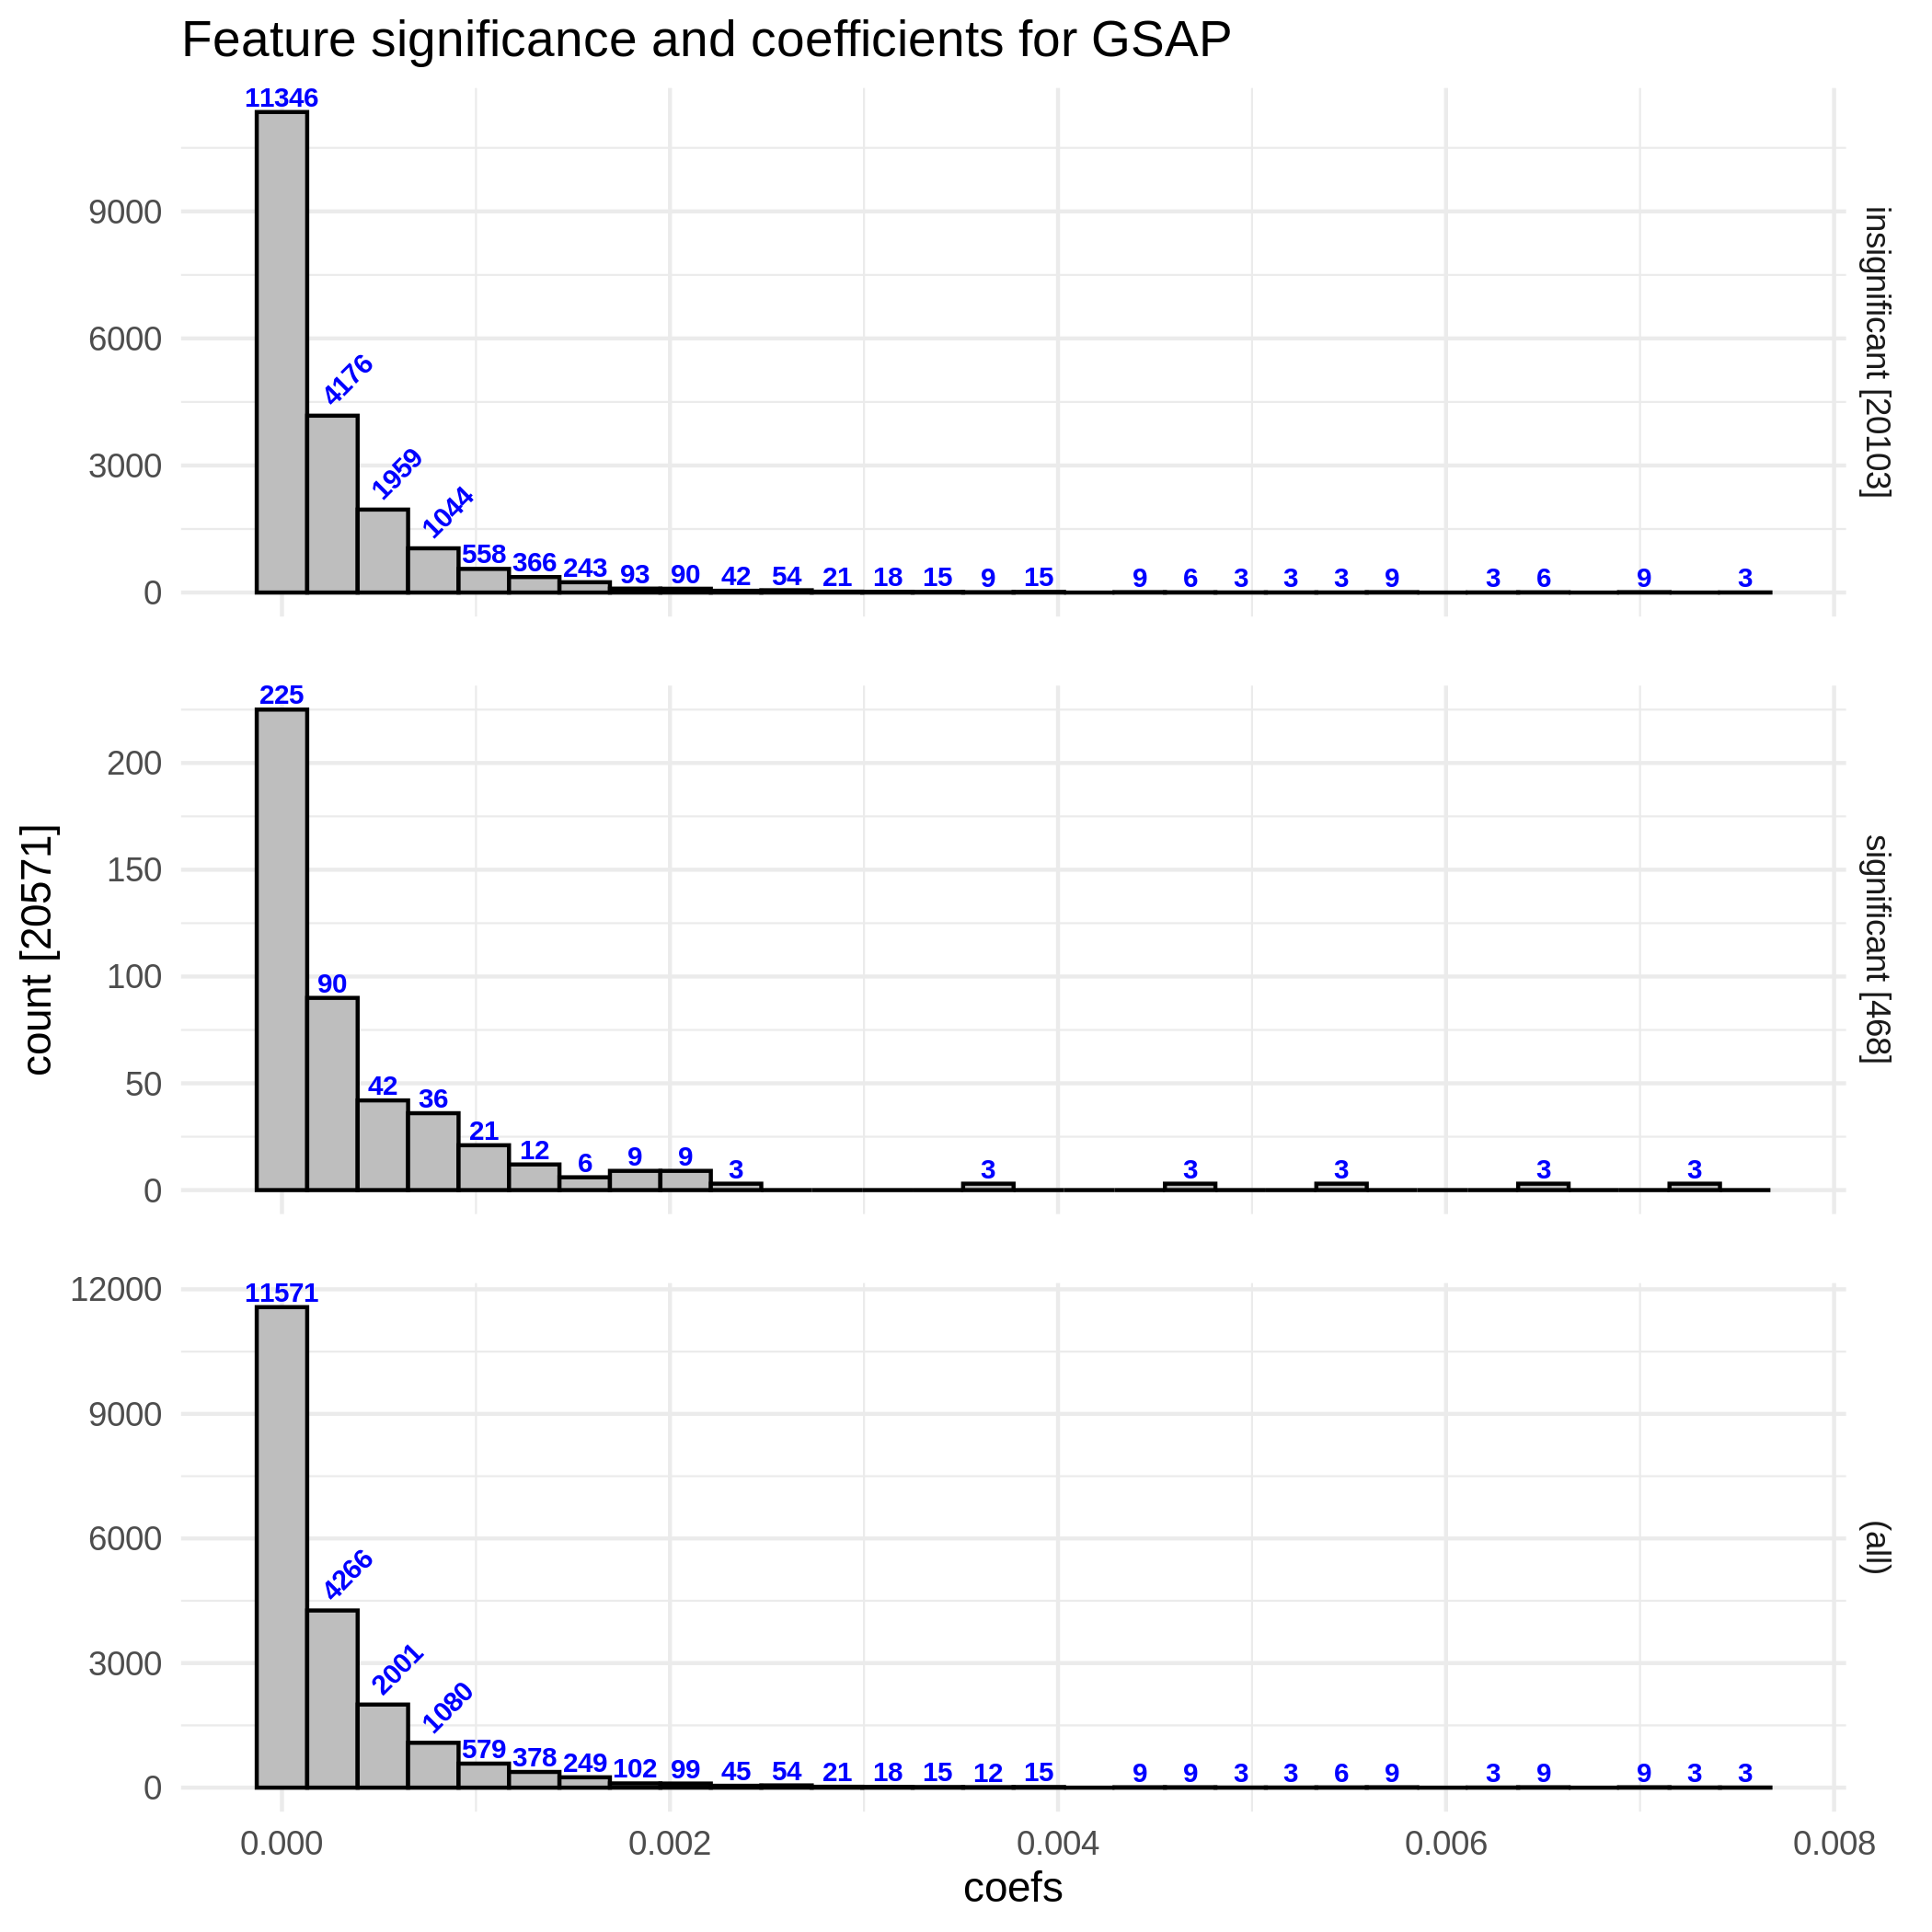 Feature significance and coefficients for GSAP
11346
4176
1959
1044
558 366 243 93 90 42 54 21 18 15 9 15 9 6 3 3 3 9 3 6 9 3
9000
6000
3000
0
insignificant [20103]
225
90
42
36
21
12
6 9 9 3 3 3 3 3 3
200
150
100
50
0
significant [468]
count [20571]
11571
4266
2001
1080
579 378 249 102 99 45 54 21 18 15 12 15 9 9 3 3 6 9 3 9 9 3 3
12000
9000
6000
3000
0
(all)
0.000 0.002 0.004 0.006 0.008
coefs